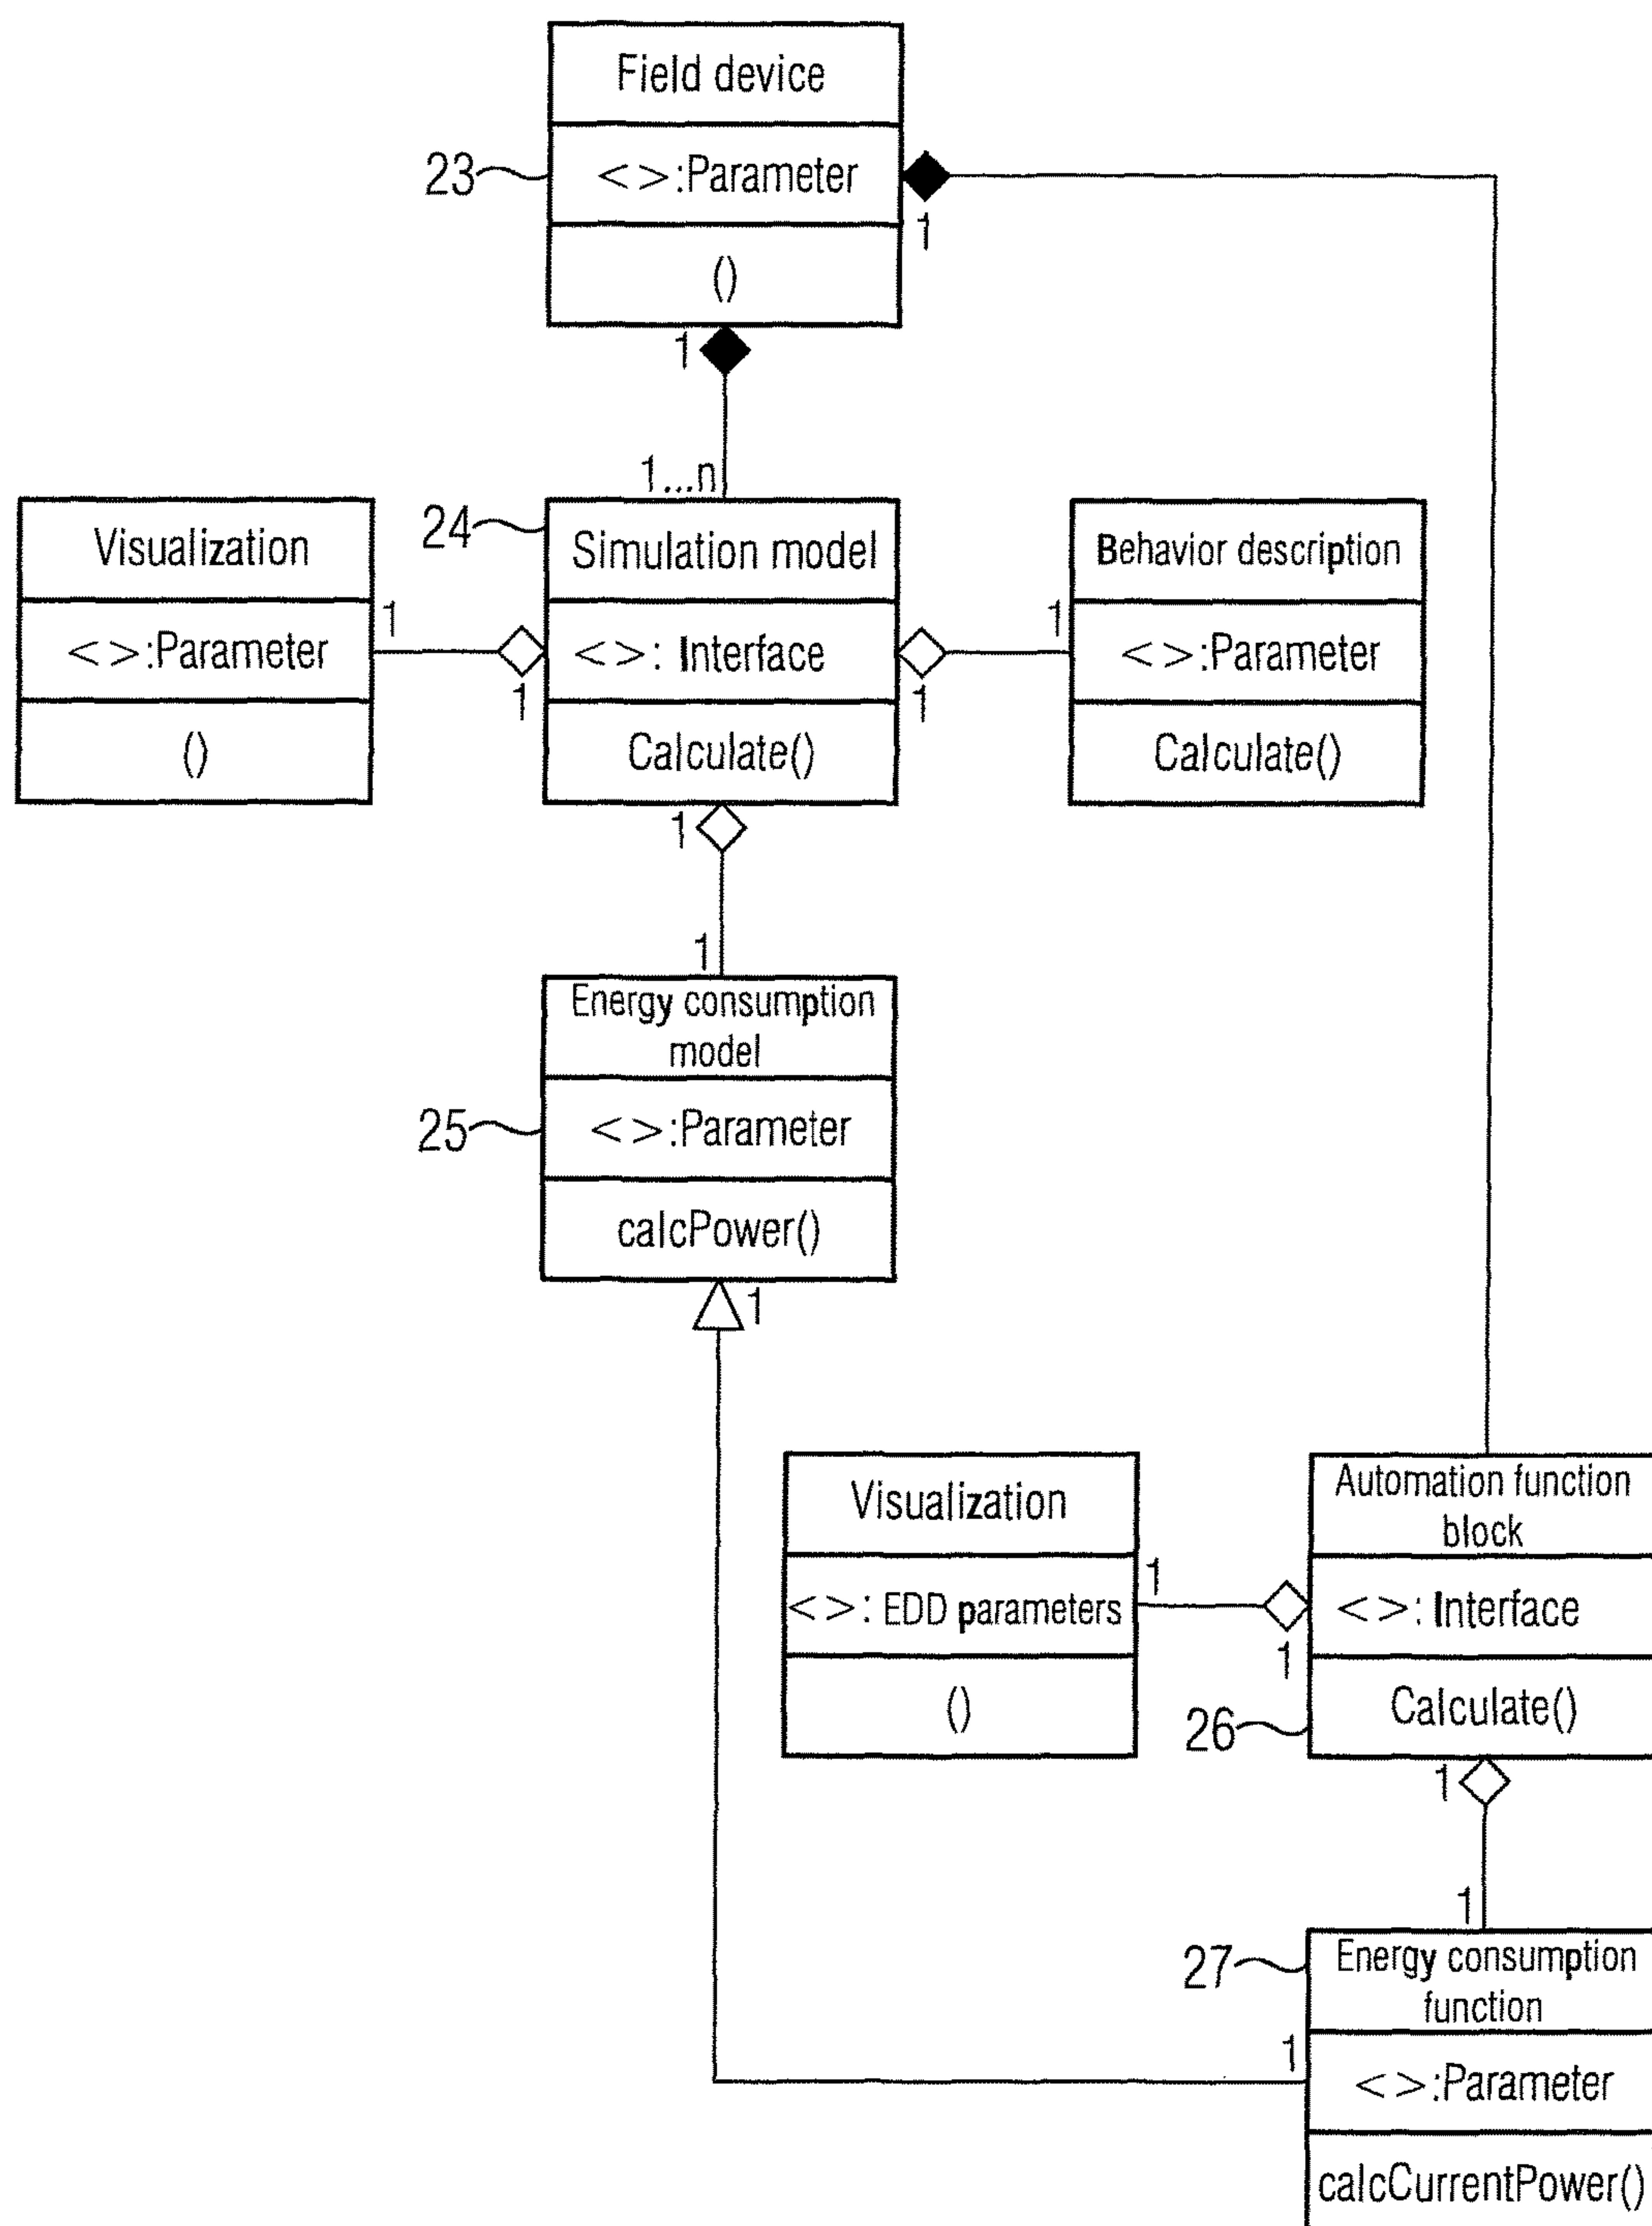 Field device
23
< >:Parameter
1
()
1
1...n
Visualization
24
Simulation model
Behavior description
1
1
< >:Parameter
< >: Interface
< >:Parameter
1
1
()
Calculate()
Calculate()
1
1
Energy consumption
model
25
< >:Parameter
calcPower()
1
Visualization
Automation function
block
1
< >: EDD parameters
< >: Interface
1
()
26
Calculate()
1
1
27
Energy consumption
function
1
< >:Parameter
calcCurrentPower()